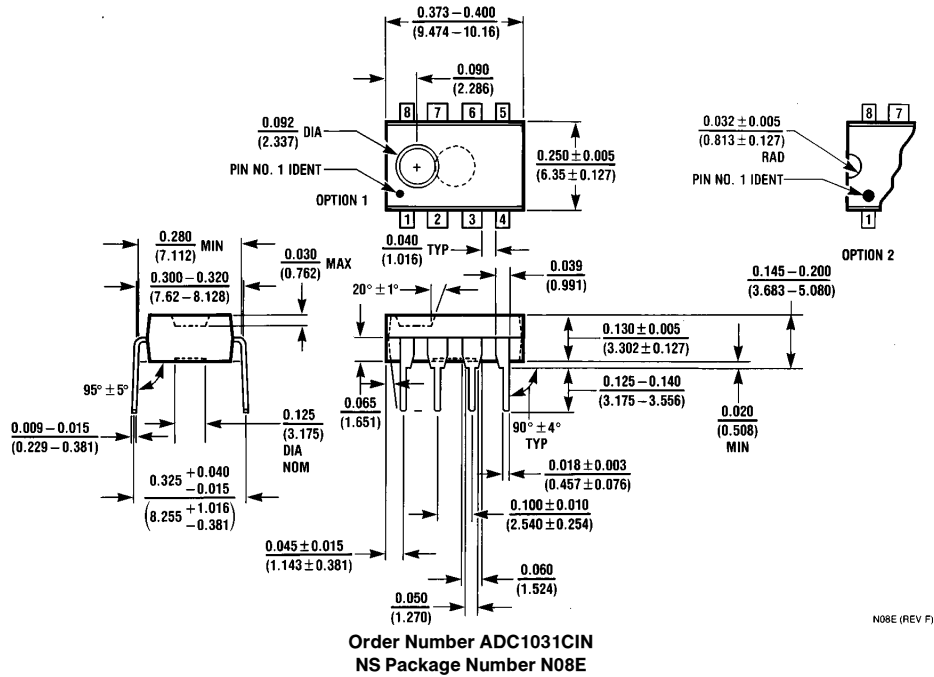 0.373 – 0.400
(9.474 – 10.16)
0.090
(2.286)
8 7 6 5
0.092 DIA
(2.337)
PIN NO. 1 IDENT
OPTION 1
+
0.250 ± 0.005
(6.35 ± 0.127)
1 2 3 4
8 7
0.032 ± 0.005
(0.813 ± 0.127)
RAD
PIN NO. 1 IDENT
1
OPTION 2
0.280 MIN
(7.112)
0.030 MAX
(0.762)
0.300 – 0.320
(7.62 – 8.128)
95° ± 5°
0.009 – 0.015
(0.229 – 0.381)
0.125
(3.175)
DIA
NOM
0.325 +0.040 −0.015
(8.255 +1.016 −0.381)
0.040 TYP
(1.016)
0.039
(0.991)
20° ± 1°
0.145 – 0.200
(3.683 – 5.080)
0.130 ± 0.005
(3.302 ± 0.127)
0.125 – 0.140
(3.175 – 3.556)
0.020
(0.508)
MIN
0.065
(1.651)
90° ± 4°
TYP
0.018 ± 0.003
(0.457 ± 0.076)
0.100 ± 0.010
(2.540 ± 0.254)
0.045 ± 0.015
(1.143 ± 0.381)
0.060
(1.524)
0.050
(1.270)
N08E (REV F)
Order Number ADC1031CIN
NS Package Number N08E